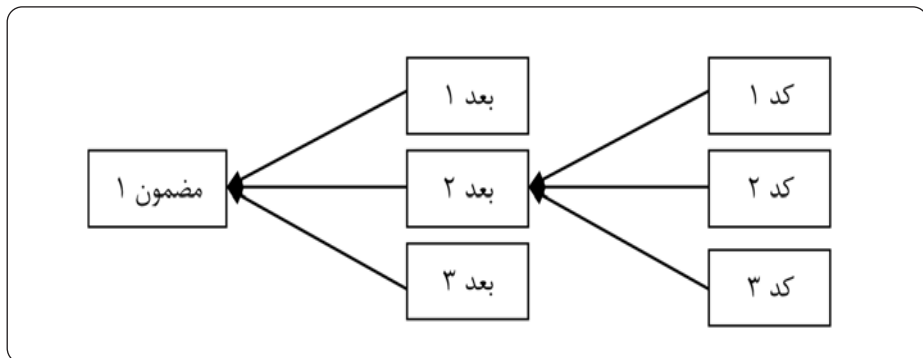 کد ۱
بعد ۱
کد ۲
بعد ۲
مضمون ۱
کد ۳
بعد ۳